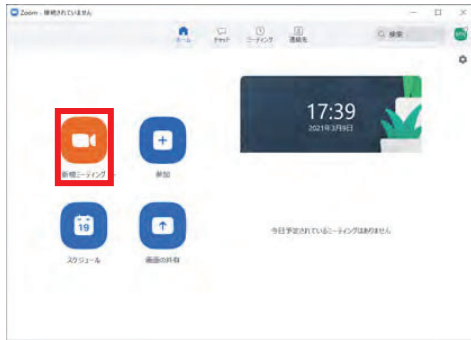 Zoom - 接続されていません
ホーム
チャット
ミーティング
連絡先
検索
17:39
2021年3月9日
新規ミーティング
参加
19
スケジュール
画面の共有
今日予定されているミーティングはありません